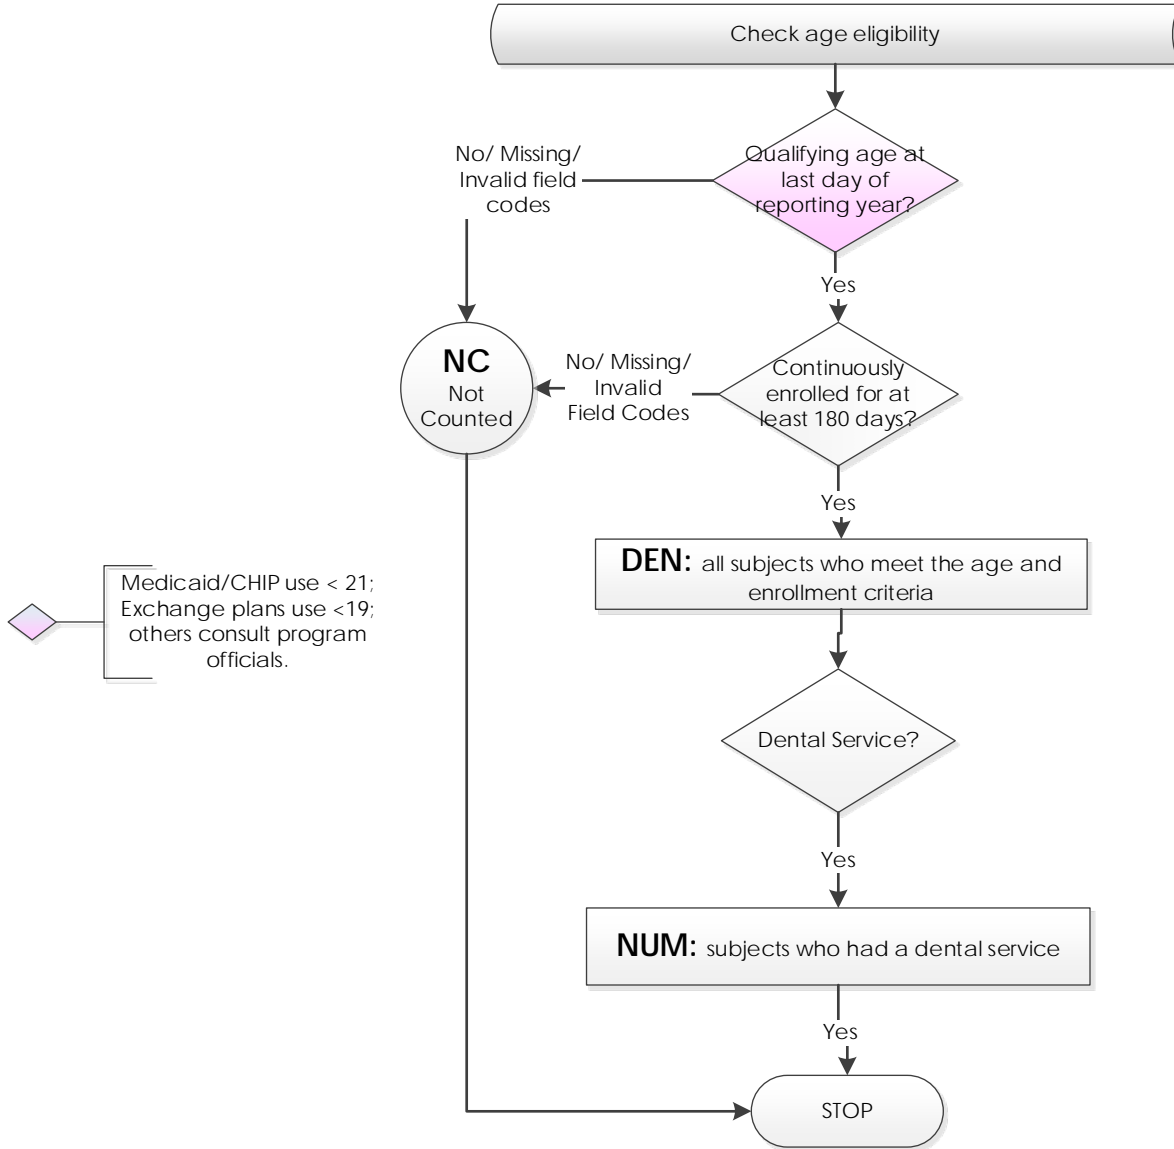 Check age eligibility
Qualifying age at
last day of
reporting year?
No/ Missing/
Invalid field
codes
Yes
Continuously
enrolled for at
least 180 days?
No/ Missing/
Invalid
Field Codes
NC
Not
Counted
Yes
DEN: all subjects who meet the age and
enrollment criteria
Medicaid/CHIP use < 21;
Exchange plans use <19;
others consult program
officials.
Dental Service?
Yes
NUM: subjects who had a dental service
Yes
STOP